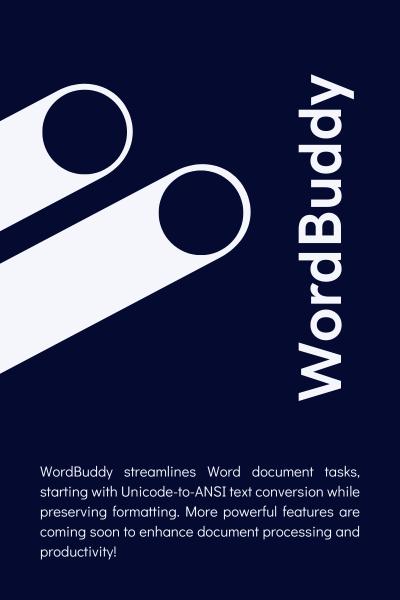 WordBuddy
WordBuddy streamlines Word document tasks,
starting with Unicode-to-ANSI text conversion while
preserving formatting. More powerful features are
coming soon to enhance document processing and
productivity!